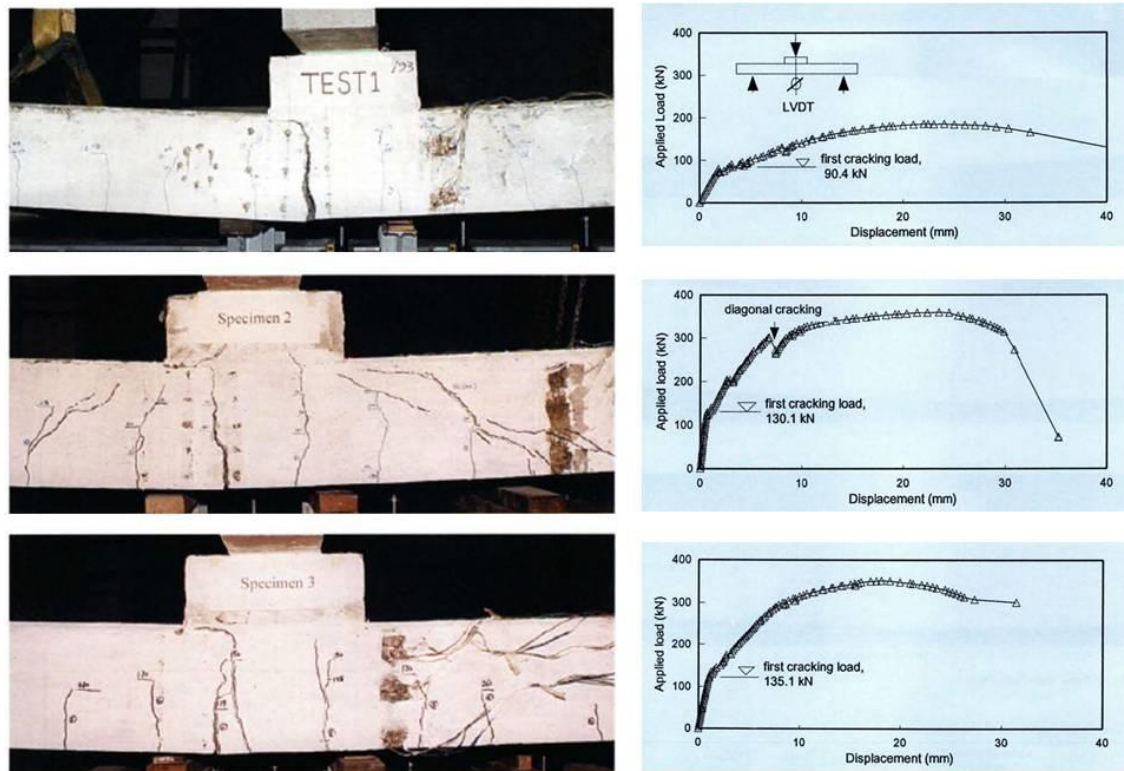 TEST1
193
400
300
200
100
0
Applied Load (kN)
LVDT
first cracking load,
90.4 kN
0
10
20
30
40
Displacement (mm)
Specimen 2
400
300
200
100
0
Applied load (kN)
diagonal cracking
first cracking load,
130.1 kN
0
10
20
30
40
Displacement (mm)
Specimen 3
400
300
200
100
0
Applied load (kN)
first cracking load,
135.1 kN
0
10
20
30
40
Displacement (mm)